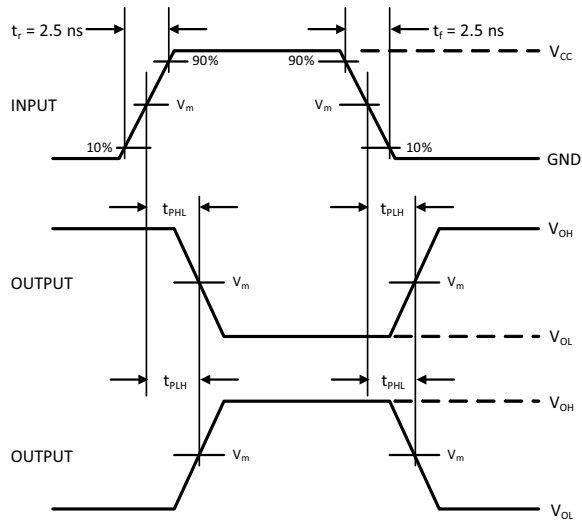 t_r = 2.5 ns
t_f = 2.5 ns
V_CC
90%
90%
INPUT
V_m
V_m
10%
10%
GND
t_PHL
t_PLH
V_OH
OUTPUT
V_m
V_m
V_OL
t_PLH
t_PHL
V_OH
OUTPUT
V_m
V_m
V_OL